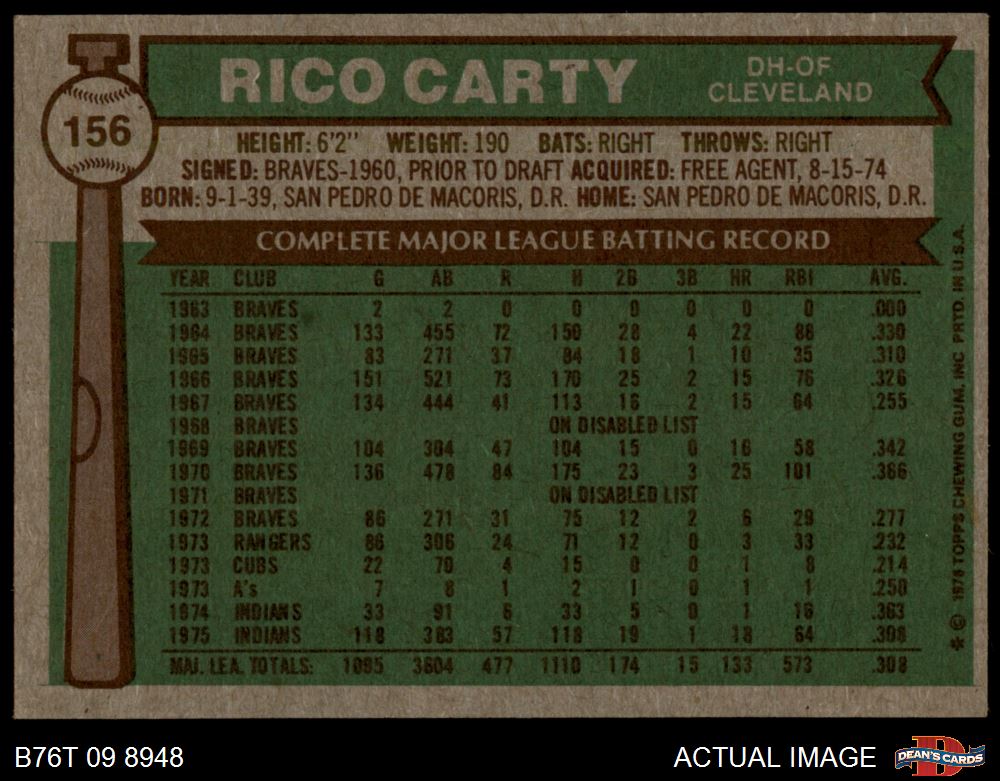 RICO CARTY
DH-OF
CLEVELAND
156
HEIGHT: 6'2" WEIGHT: 190 BATS: RIGHT THROWS: RIGHT
SIGNED: BRAVES-1960, PRIOR TO DRAFT ACQUIRED: FREE AGENT, 8-15-74
BORN: 9-1-39, SAN PEDRO DE MACORIS, D.R. HOME: SAN PEDRO DE MACORIS, D.R.
COMPLETE MAJOR LEAGUE BATTING RECORD
YEAR CLUB G AB R H 2B 3B HR RBI AVG.
1963 BRAVES 2 2 0 0 0 0 0 0 .000
1964 BRAVES 133 455 72 150 28 4 22 88 .330
1965 BRAVES 83 271 37 84 18 1 10 35 .310
1966 BRAVES 151 521 73 170 25 2 15 76 .326
1967 BRAVES 134 444 41 113 16 2 15 64 .255
1968 BRAVES ON DISABLED LIST
1969 BRAVES 104 304 47 104 15 0 16 58 .342
1970 BRAVES 136 478 84 175 23 3 25 101 .366
1971 BRAVES ON DISABLED LIST
1972 BRAVES 86 271 31 75 12 2 6 29 .277
1973 RANGERS 86 306 24 71 12 0 3 33 .232
1973 CUBS 22 70 4 15 0 0 1 8 .214
1973 A's 7 8 1 2 1 0 1 1 .250
1974 INDIANS 33 91 6 33 5 0 1 16 .363
1975 INDIANS 118 383 57 118 19 1 18 64 .308
MAJ. LEA. TOTALS: 1095 3604 477 1110 174 15 133 573 .308
* © 1976 TOPPS CHEWING GUM, INC. PRTD. IN U.S.A.
B76T 09 8948
ACTUAL IMAGE
DEAN'S CARDS